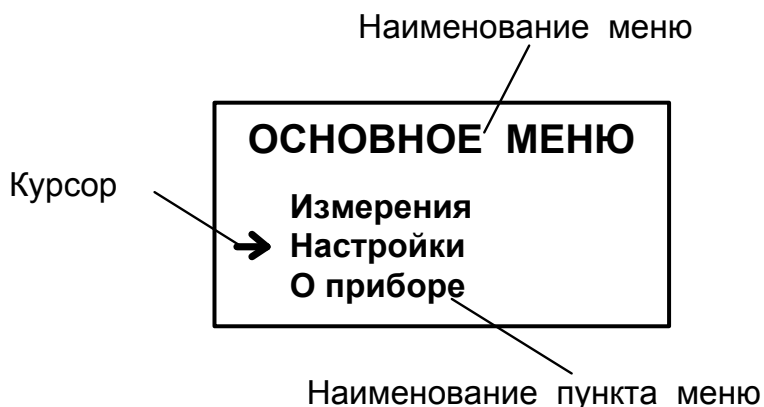 Наименование меню
ОСНОВНОЕ МЕНЮ
Курсор
Измерения
Настройки
О приборе
Наименование пункта меню